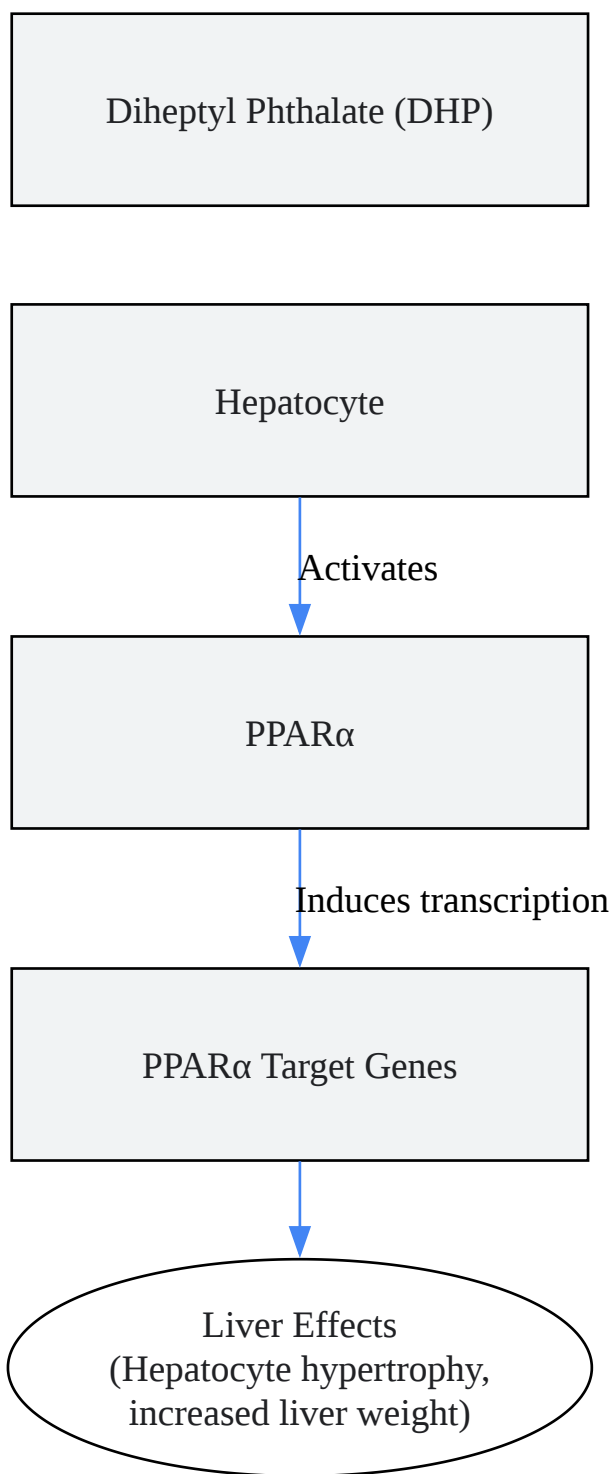 Diheptyl Phthalate (DHP)
Hepatocyte
Activates
PPARα
Induces transcription
PPARα Target Genes
Liver Effects
(Hepatocyte hypertrophy,
increased liver weight)